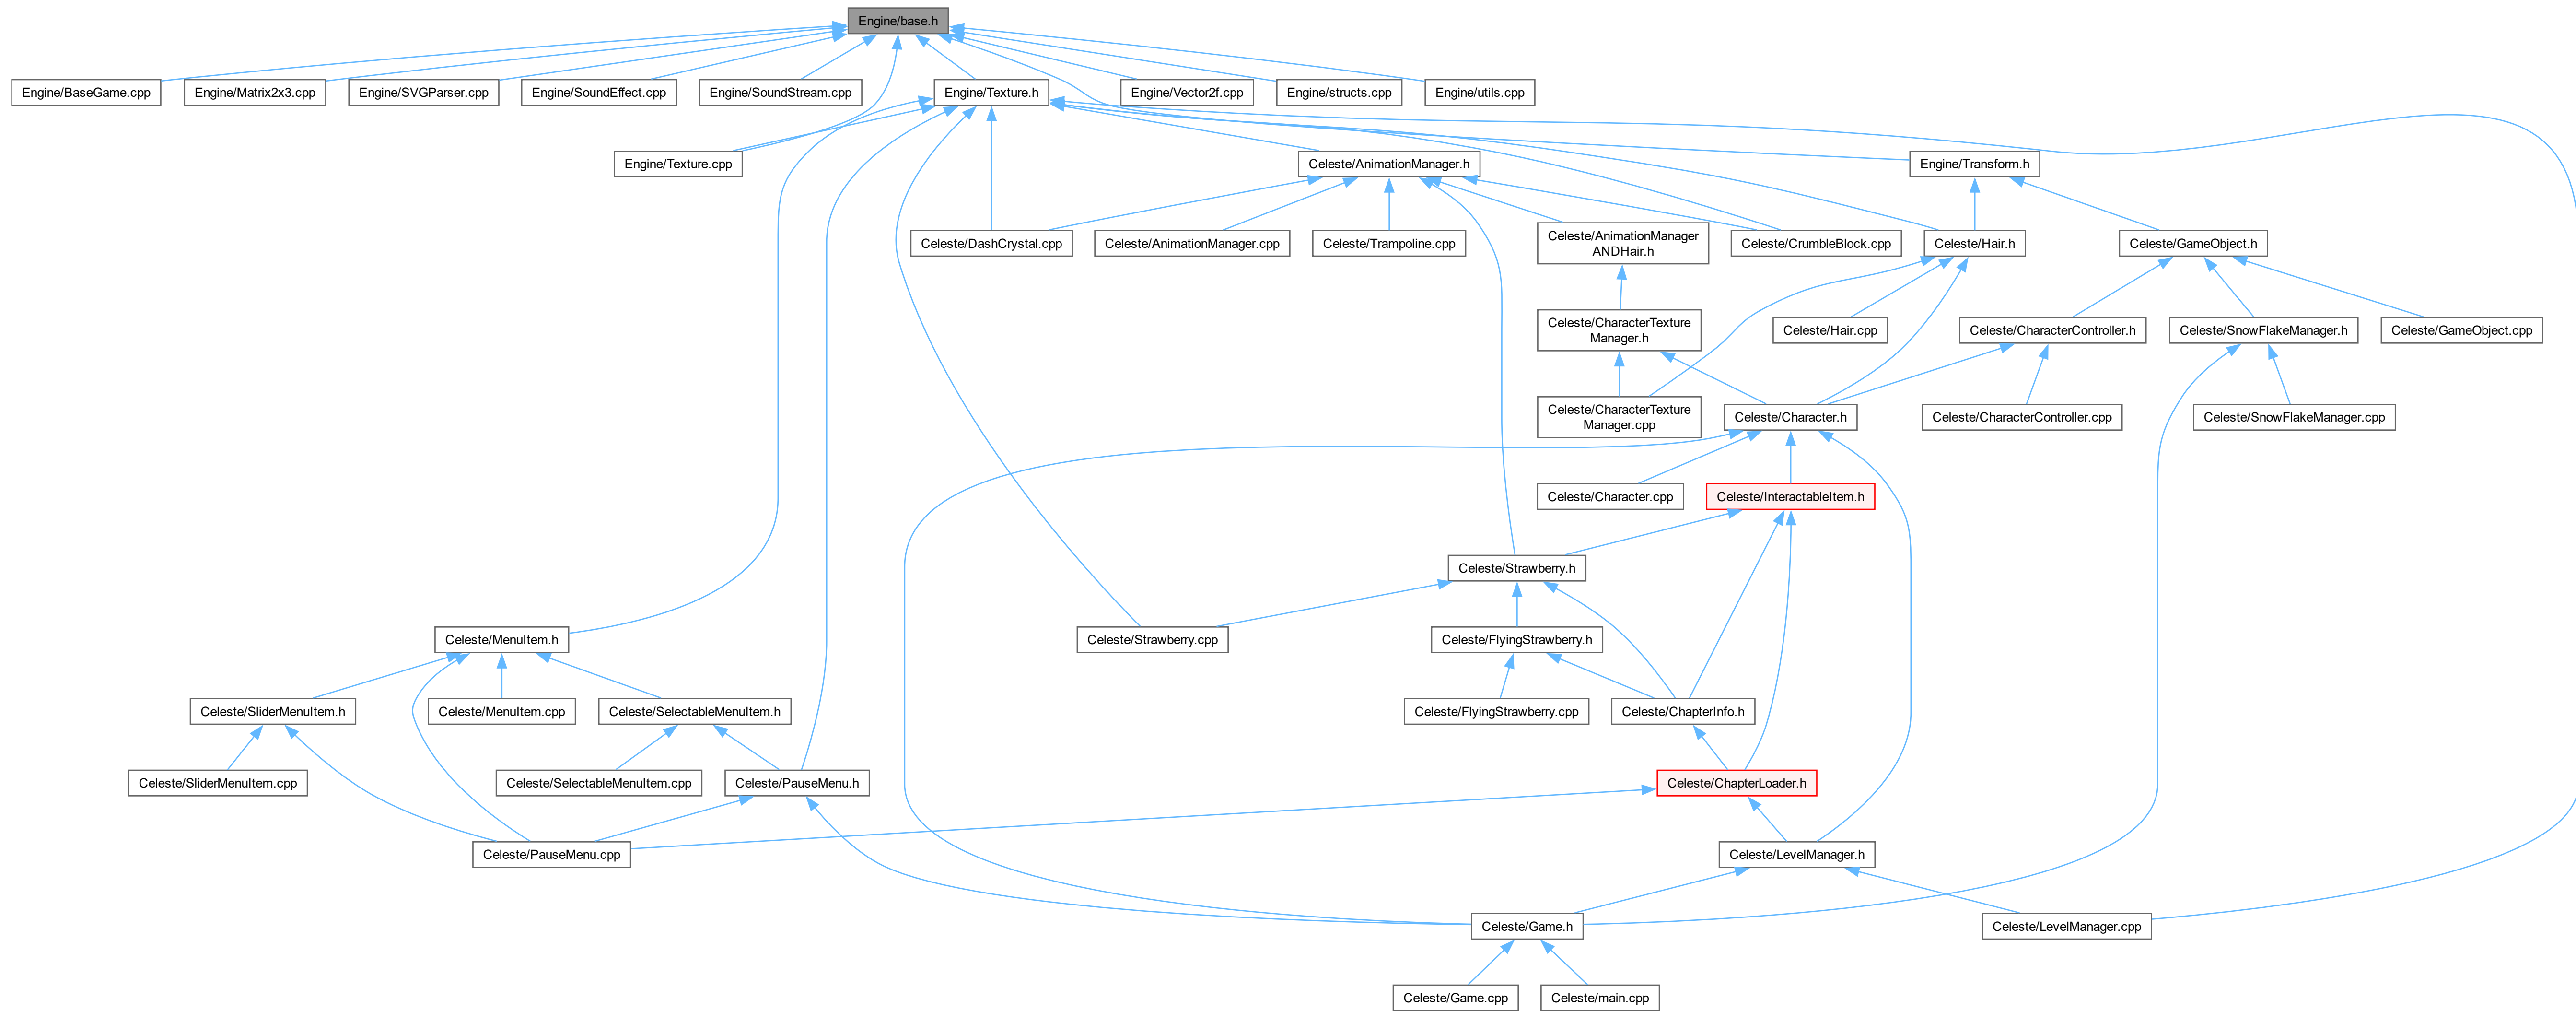 Engine/base.h
Engine/BaseGame.cpp
Engine/Matrix2x3.cpp
Engine/SVGParser.cpp
Engine/SoundEffect.cpp
Engine/SoundStream.cpp
Engine/Texture.h
Engine/Vector2f.cpp
Engine/structs.cpp
Engine/utils.cpp
Engine/Texture.cpp
Celeste/AnimationManager.h
Engine/Transform.h
Celeste/DashCrystal.cpp
Celeste/AnimationManager.cpp
Celeste/Trampoline.cpp
Celeste/AnimationManager
ANDHair.h
Celeste/CrumbleBlock.cpp
Celeste/Hair.h
Celeste/GameObject.h
Celeste/CharacterTexture
Manager.h
Celeste/Hair.cpp
Celeste/CharacterController.h
Celeste/SnowFlakeManager.h
Celeste/GameObject.cpp
Celeste/CharacterTexture
Manager.cpp
Celeste/Character.h
Celeste/CharacterController.cpp
Celeste/SnowFlakeManager.cpp
Celeste/Character.cpp
Celeste/InteractableItem.h
Celeste/Strawberry.h
Celeste/MenuItem.h
Celeste/Strawberry.cpp
Celeste/FlyingStrawberry.h
Celeste/SliderMenuItem.h
Celeste/MenuItem.cpp
Celeste/SelectableMenuItem.h
Celeste/FlyingStrawberry.cpp
Celeste/ChapterInfo.h
Celeste/SliderMenuItem.cpp
Celeste/SelectableMenuItem.cpp
Celeste/PauseMenu.h
Celeste/ChapterLoader.h
Celeste/PauseMenu.cpp
Celeste/LevelManager.h
Celeste/Game.h
Celeste/LevelManager.cpp
Celeste/Game.cpp
Celeste/main.cpp